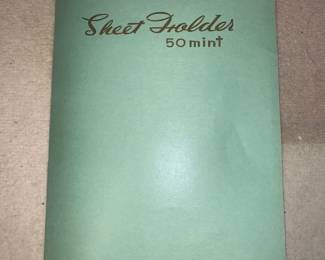 Sheet Folder
50 mint